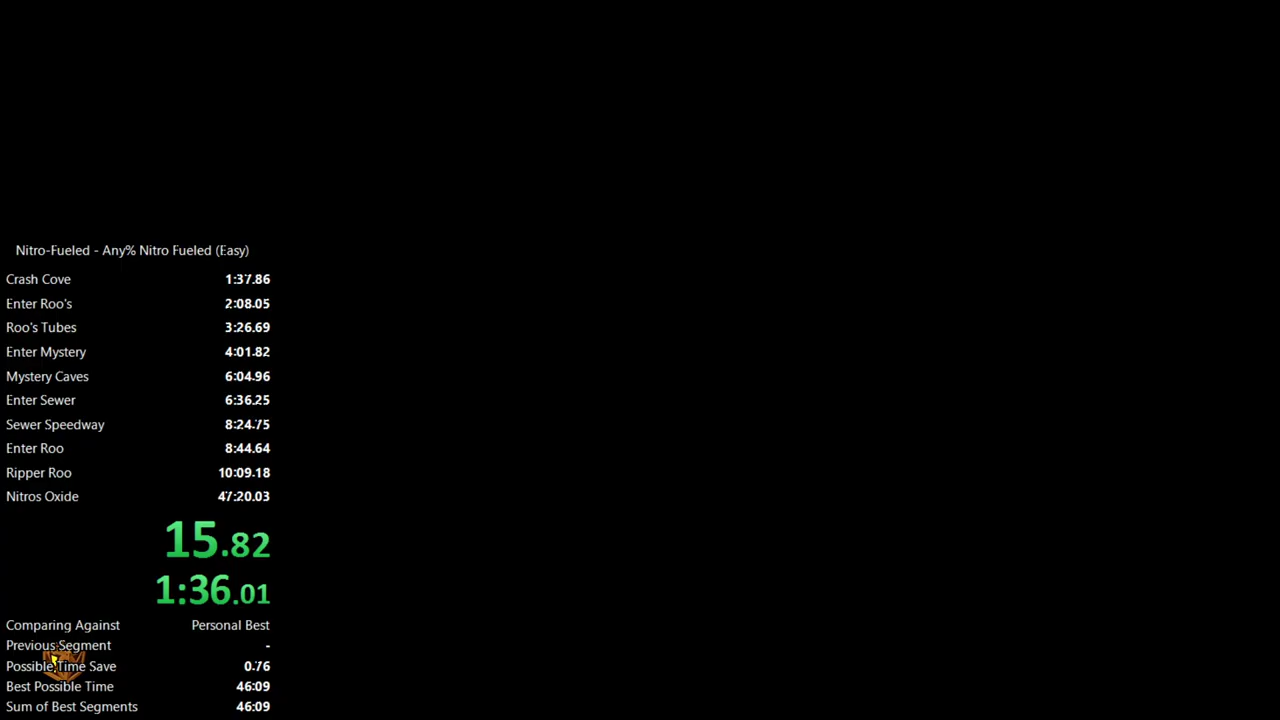 Nitro-Fueled - Any% Nitro Fueled (Easy)
Crash Cove 1:37.86
Enter Roo's 2:08.05
Roo's Tubes 3:26.69
Enter Mystery 4:01.82
Mystery Caves 6:04.96
Enter Sewer 6:36.25
Sewer Speedway 8:24.75
Enter Roo 8:44.64
Ripper Roo 10:09.18
Nitros Oxide 47:20.03
15.82
1:36.01
Comparing Against Personal Best
Previous Segment -
Possible Time Save 0.76
Best Possible Time 46:09
Sum of Best Segments 46:09